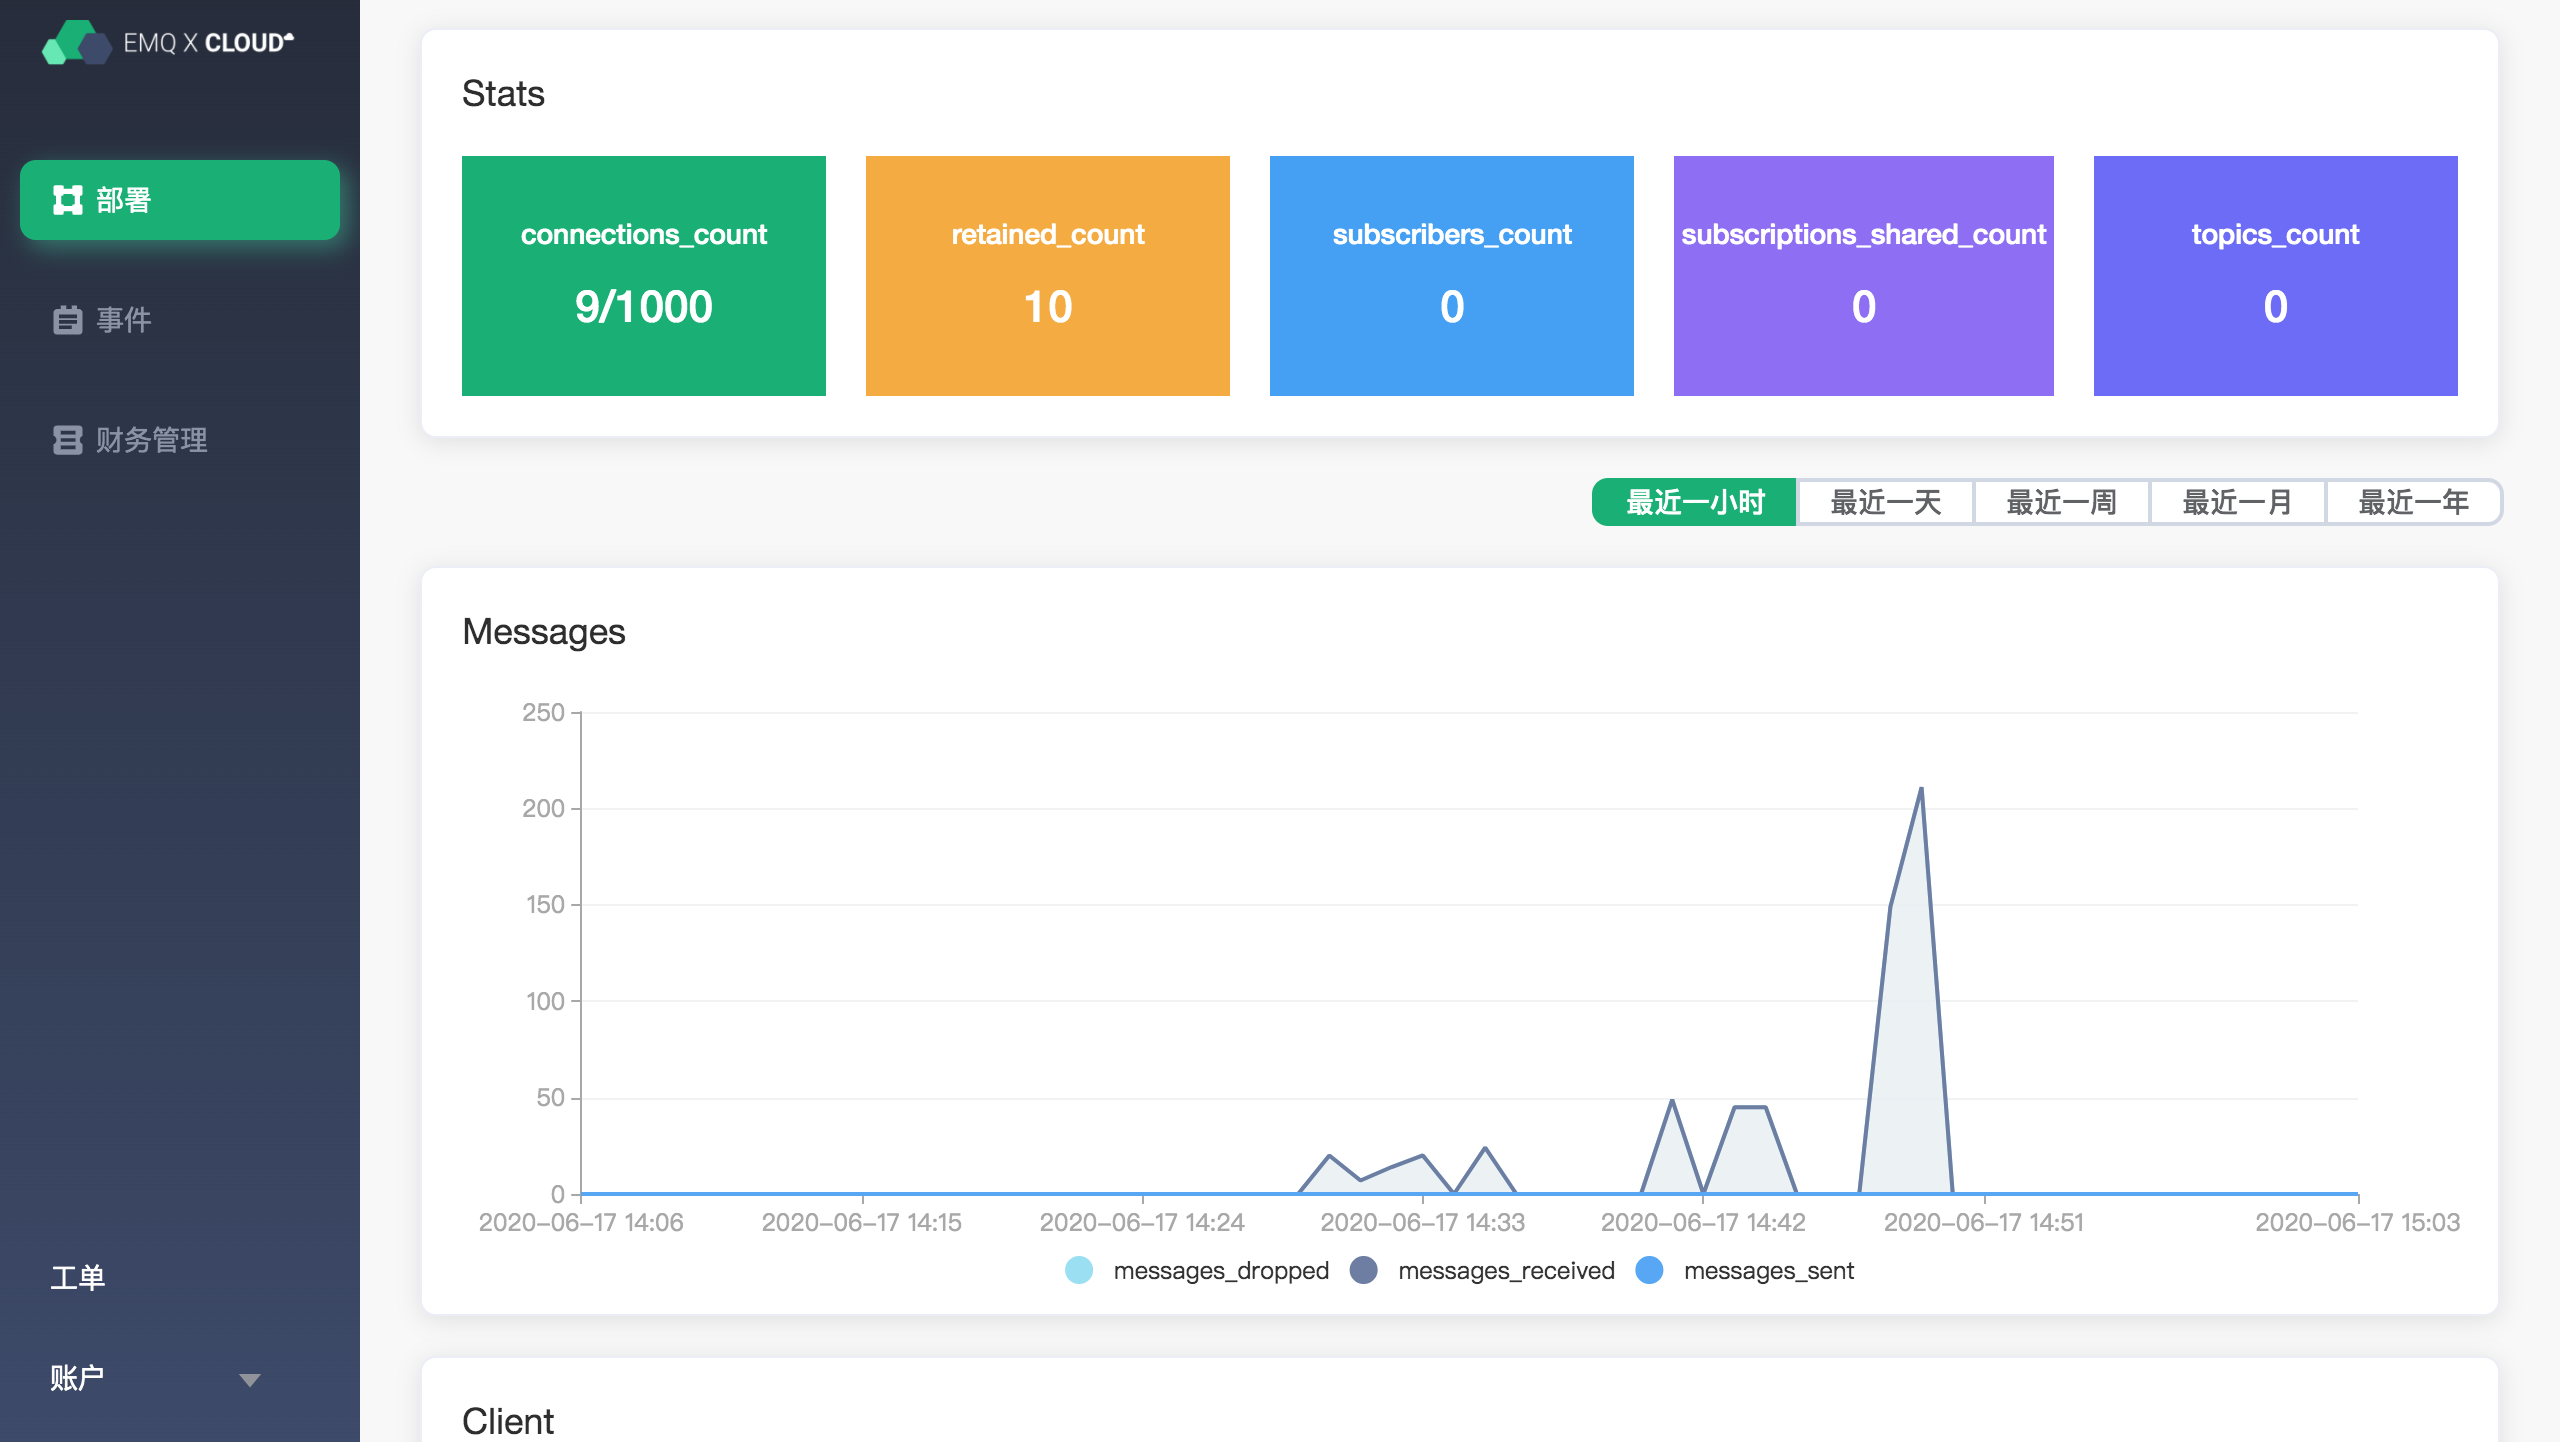 EMQ X CLOUD
部署
事件
财务管理
工单
账户
Stats
connections_count
9/1000
retained_count
10
subscribers_count
0
subscriptions_shared_count
0
topics_count
0
最近一小时 最近一天 最近一周 最近一月 最近一年
Messages
250
200
150
100
50
0
2020-06-17 14:06 2020-06-17 14:15 2020-06-17 14:24 2020-06-17 14:33 2020-06-17 14:42 2020-06-17 14:51 2020-06-17 15:03
messages_dropped messages_received messages_sent
Client